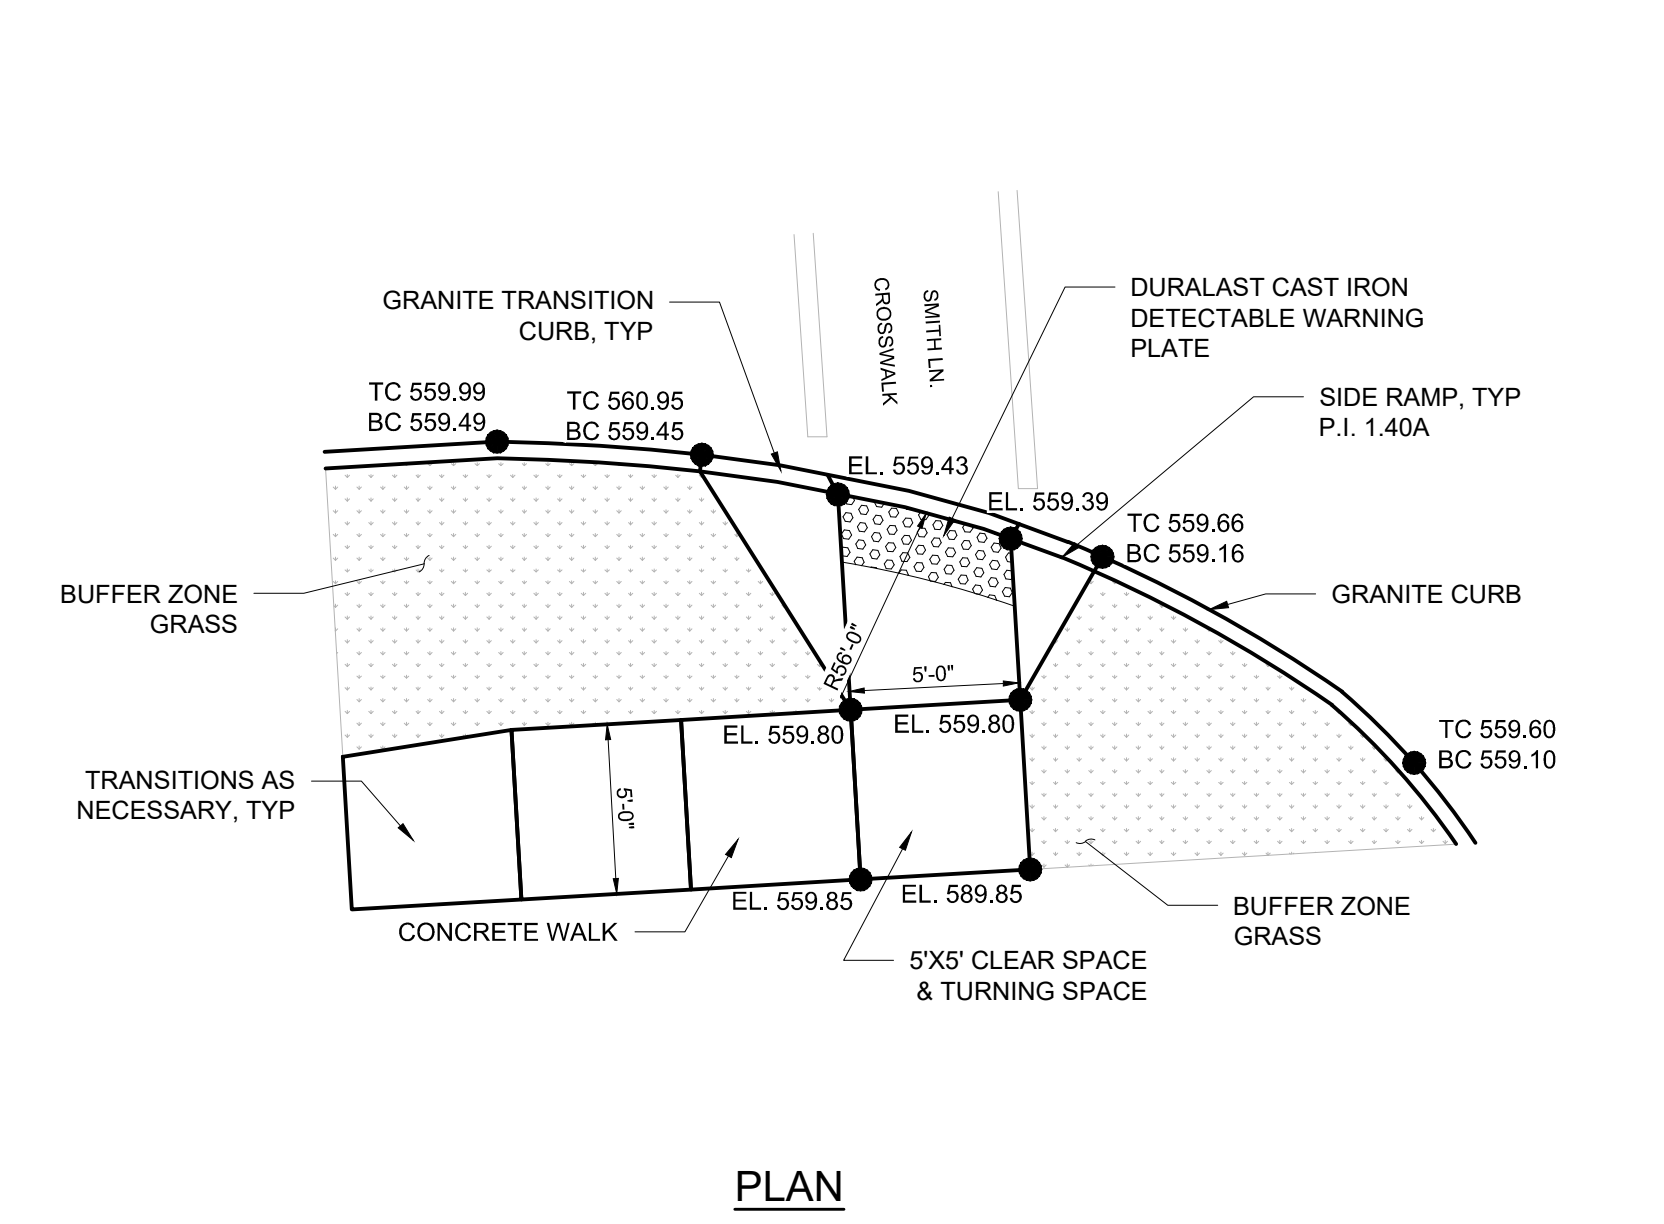 GRANITE TRANSITION
CURB, TYP
CROSSWALK
SMITH LN.
DURALAST CAST IRON
DETECTABLE WARNING
PLATE
TC 559.99
BC 559.49
TC 560.95
BC 559.45
SIDE RAMP, TYP
P.I. 1.40A
EL. 559.43
EL. 559.39
TC 559.66
BC 559.16
BUFFER ZONE
GRASS
GRANITE CURB
R56'-0"
5'-0"
EL. 559.80
EL. 559.80
TC 559.60
BC 559.10
TRANSITIONS AS
NECESSARY, TYP
5'-0"
EL. 559.85
EL. 589.85
CONCRETE WALK
BUFFER ZONE
GRASS
5'X5' CLEAR SPACE
& TURNING SPACE
PLAN